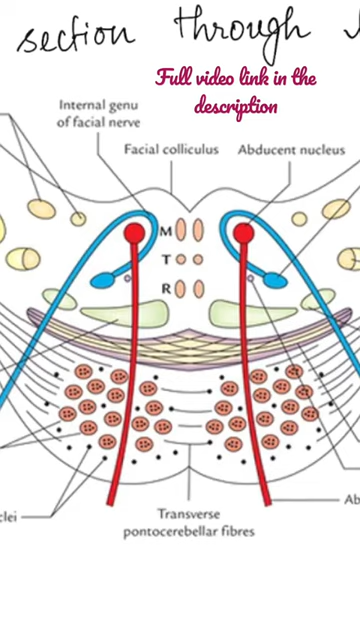 section through
Full video link in the
description
Internal genu
of facial nerve
Facial colliculus
Abducent nucleus
M
T
R
Transverse
pontocerebellar fibres
clei
Ab